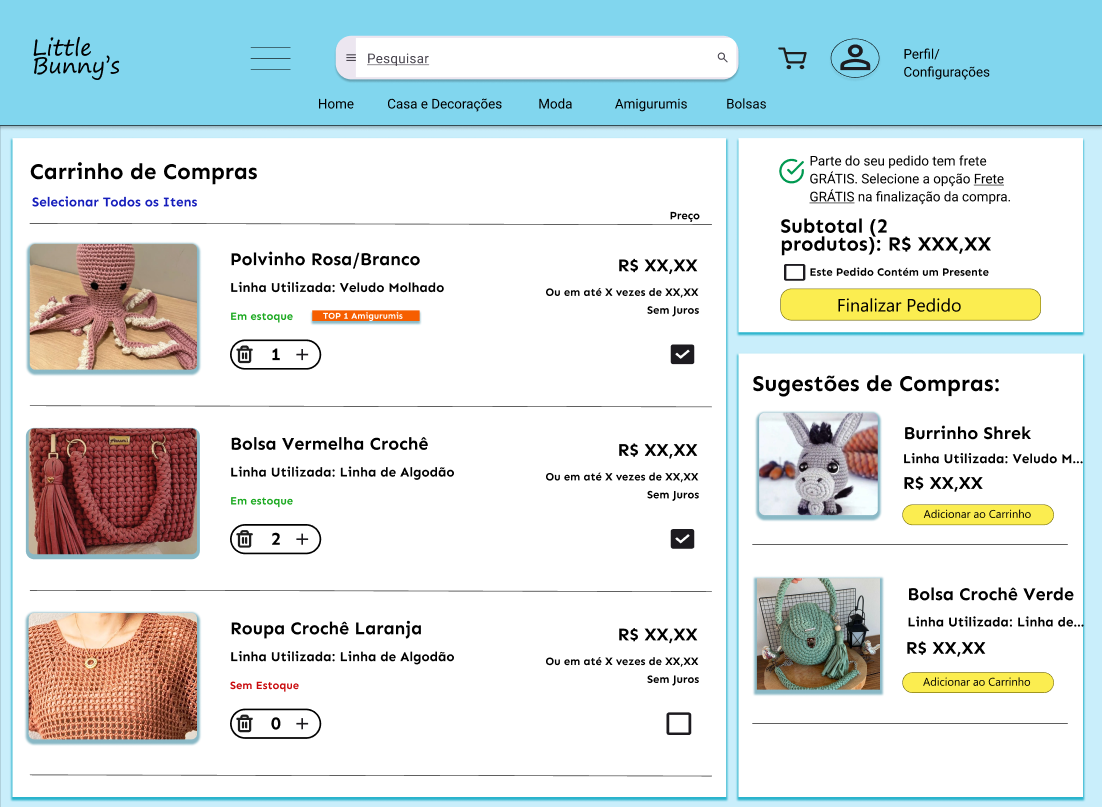 Little
Bunny's
Pesquisar
Perfil/
Configurações
Home
Casa e Decorações
Moda
Amigurumis
Bolsas
Carrinho de Compras
Selecionar Todos os Itens
Preço
Polvinho Rosa/Branco
R$ XX,XX
Linha Utilizada: Veludo Molhado
Ou em até X vezes de XX,XX
Sem Juros
Em estoque
TOP 1 Amigurumis
1
Bolsa Vermelha Crochê
R$ XX,XX
Linha Utilizada: Linha de Algodão
Ou em até X vezes de XX,XX
Sem Juros
Em estoque
2
Roupa Crochê Laranja
R$ XX,XX
Linha Utilizada: Linha de Algodão
Ou em até X vezes de XX,XX
Sem Juros
Sem Estoque
0
Parte do seu pedido tem frete
GRÁTIS. Selecione a opção Frete
GRÁTIS na finalização da compra.
Subtotal (2
produtos): R$ XXX,XX
Este Pedido Contém um Presente
Finalizar Pedido
Sugestões de Compras:
Burrinho Shrek
Linha Utilizada: Veludo M...
R$ XX,XX
Adicionar ao Carrinho
Bolsa Crochê Verde
Linha Utilizada: Linha de...
R$ XX,XX
Adicionar ao Carrinho